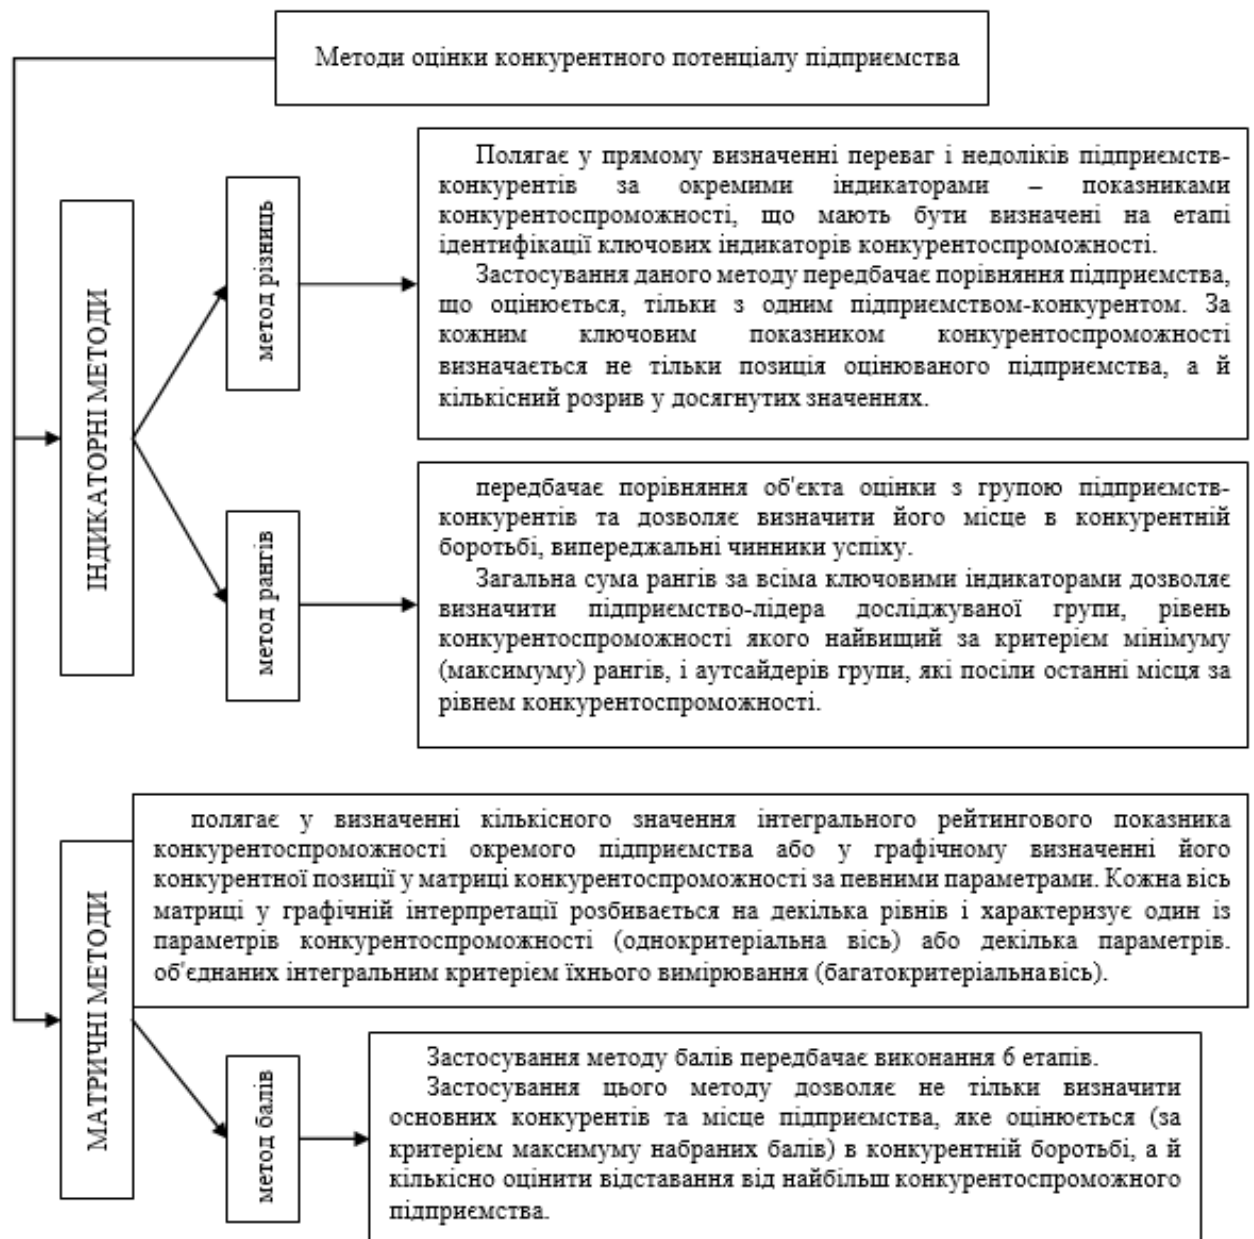 Методи оцінки конкурентного потенціалу підприємства
ІНДИКАТОРНІ МЕТОДИ
метод різниць
Полягає у прямому визначенні переваг і недоліків підприємств-
конкурентів за окремими індикаторами – показниками
конкурентоспроможності, що мають бути визначені на етапі
ідентифікації ключових індикаторів конкурентоспроможності.
Застосування даного методу передбачає порівняння підприємства,
що оцінюється, тільки з одним підприємством-конкурентом. За
кожним ключовим показником конкурентоспроможності
визначається не тільки позиція оцінюваного підприємства, а й
кількісний розрив у досягнутих значеннях.
метод рангів
передбачає порівняння об'єкта оцінки з групою підприємств-
конкурентів та дозволяє визначити його місце в конкурентній
боротьбі, випереджальні чинники успіху.
Загальна сума рангів за всіма ключовими індикаторами дозволяє
визначити підприємство-лідера досліджуваної групи, рівень
конкурентоспроможності якого найвищий за критерієм мінімуму
(максимуму) рангів, і аутсайдерів групи, які посіли останні місця за
рівнем конкурентоспроможності.
МАТРИЧНІ МЕТОДИ
полягає у визначенні кількісного значення інтегрального рейтингового показника
конкурентоспроможності окремого підприємства або у графічному визначенні його
конкурентної позиції у матриці конкурентоспроможності за певними параметрами. Кожна вісь
матриці у графічній інтерпретації розбивається на декілька рівнів і характеризує один із
параметрів конкурентоспроможності (однокритеріальна вісь) або декілька параметрів.
об'єднаних інтегральним критерієм їхнього вимірювання (багатокритеріальна вісь).
метод балів
Застосування методу балів передбачає виконання 6 етапів.
Застосування цього методу дозволяє не тільки визначити
основних конкурентів та місце підприємства, яке оцінюється (за
критерієм максимуму набраних балів) в конкурентній боротьбі, а й
кількісно оцінити відставання від найбільш конкурентоспроможного
підприємства.